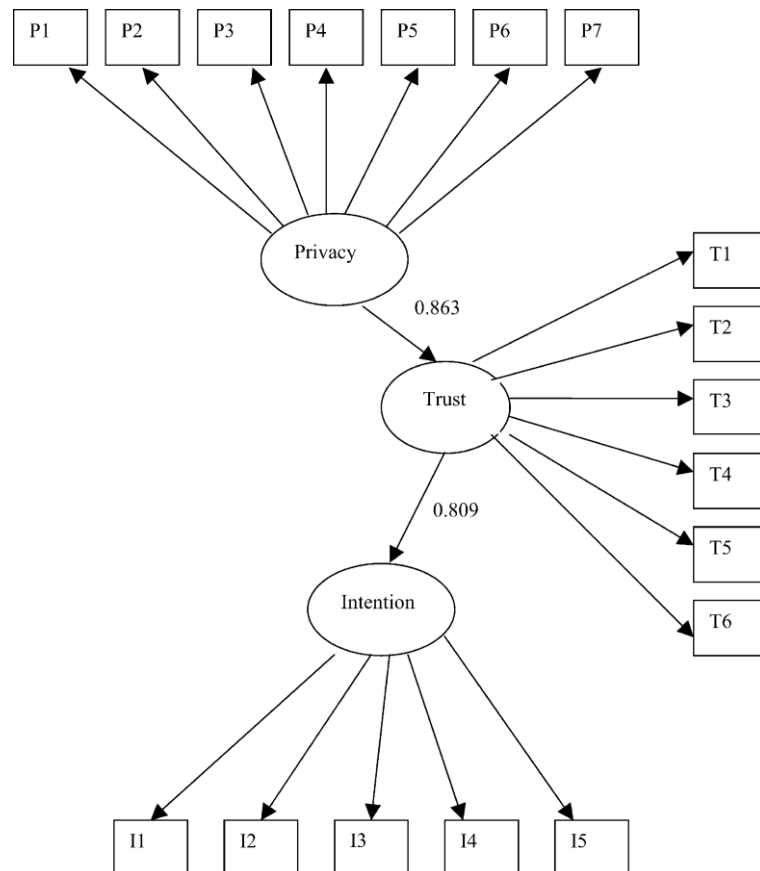 P1 P2 P3 P4 P5 P6 P7
Privacy
0.863
T1
T2
Trust
T3
T4
0.809
T5
Intention
T6
I1 I2 I3 I4 I5